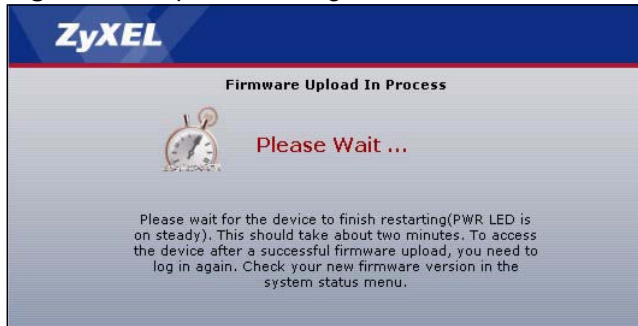 ZyXEL
Firmware Upload In Process
Please Wait ...
Please wait for the device to finish restarting(PWR LED is
on steady). This should take about two minutes. To access
the device after a successful firmware upload, you need to
log in again. Check your new firmware version in the
system status menu.